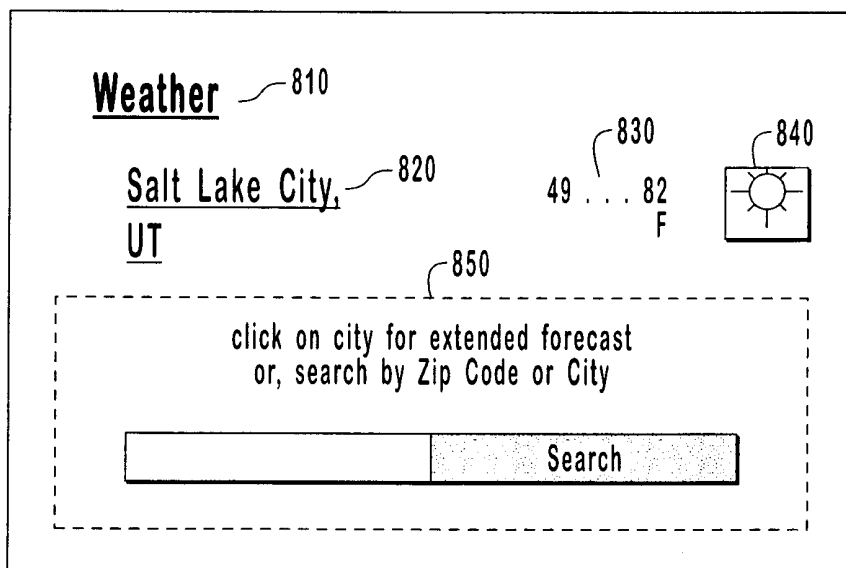 Weather 810
Salt Lake City, 820 49 . . . 82 830 840
UT F
850
click on city for extended forecast
or, search by Zip Code or City
Search